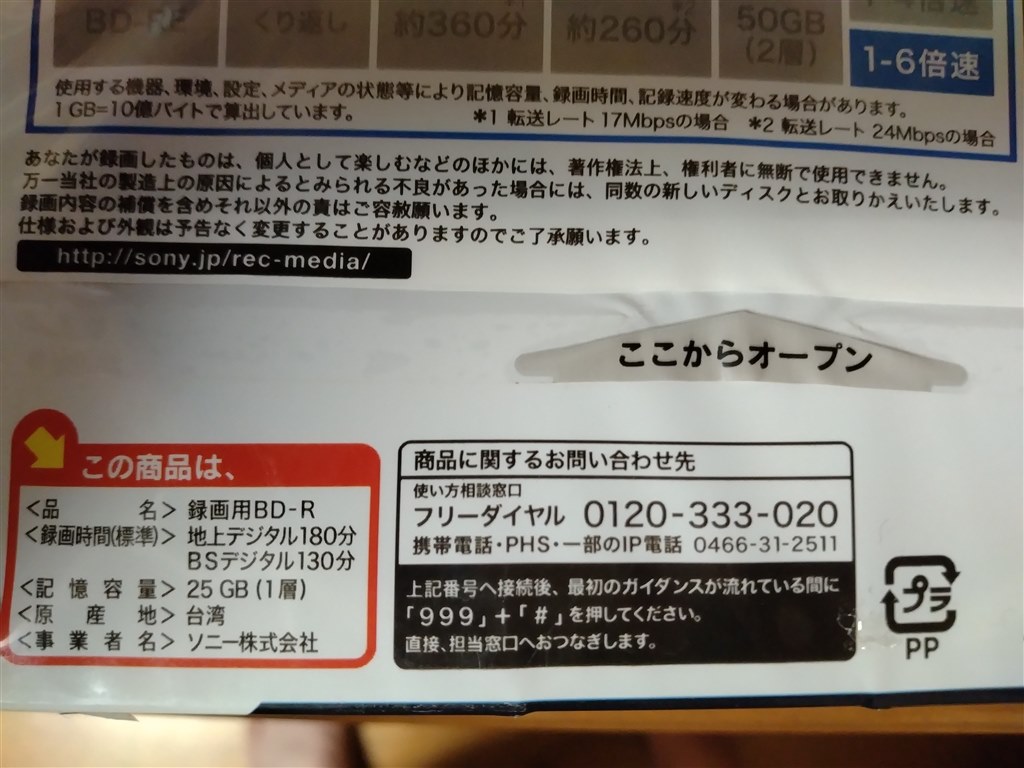 BD-RE くり返し 約360分 *1 約260分 *2 50GB
(2層)
1-6倍速
使用する機器、環境、設定、メディアの状態等により記憶容量、録画時間、記録速度が変わる場合があります。
1GB=10億バイトで算出しています。 *1 転送レート 17Mbpsの場合 *2 転送レート 24Mbpsの場合
あなたが録画したものは、個人として楽しむなどのほかには、著作権法上、権利者に無断で使用できません。
万一当社の製造上の原因によるとみられる不良があった場合には、同数の新しいディスクとお取りかえいたします。
録画内容の補償を含めそれ以外の責はご容赦願います。
仕様および外観は予告なく変更することがありますのでご了承願います。
http://sony.jp/rec-media/
ここからオープン
この商品は、
<品名> 録画用BD-R
<録画時間(標準)> 地上デジタル180分
BSデジタル130分
<記憶容量> 25GB(1層)
<原産地> 台湾
<事業者名> ソニー株式会社
商品に関するお問い合わせ先
使い方相談窓口
フリーダイヤル 0120-333-020
携帯電話・PHS・一部のIP電話 0466-31-2511
上記番号へ接続後、最初のガイダンスが流れている間に
「999」+「#」を押してください。
直接、担当窓口へおつなぎします。
プラ
PP